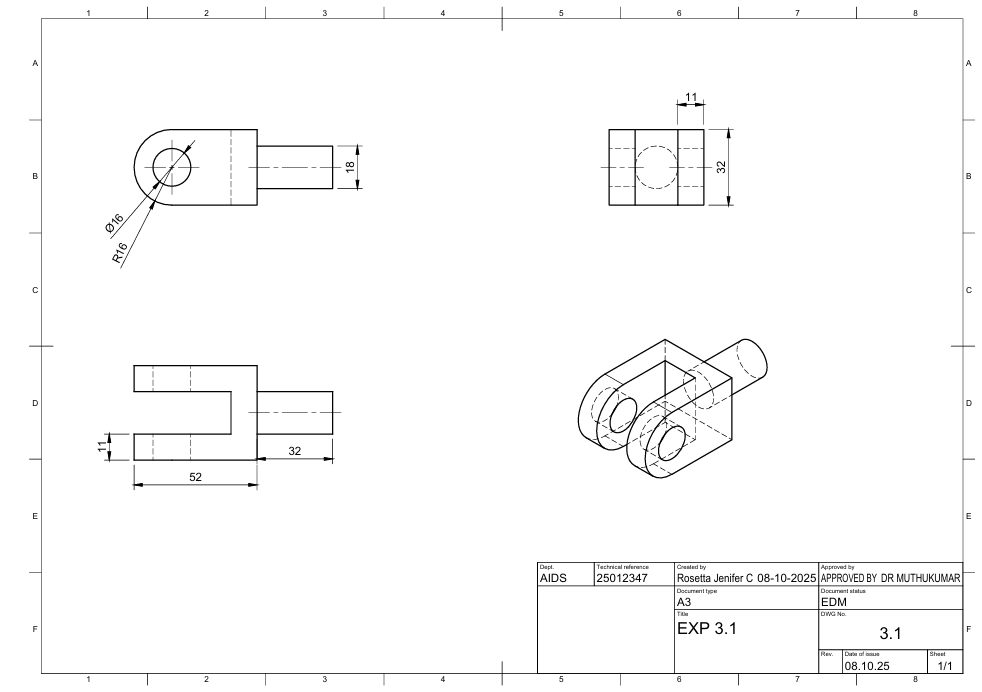 1 2 3 4 5 6 7 8
A A
11
B 18 32 B
Ø16
R16
C C
D D
11
32
52
E E
Dept. Technical reference Created by Approved by
AIDS 25012347 Rosetta Jenifer C 08-10-2025 APPROVED BY DR MUTHUKUMAR
Document type Document status
A3 EDM
Title DWG No.
F EXP 3.1 3.1 F
Rev. Date of issue Sheet
08.10.25 1/1
1 2 3 4 5 6 7 8